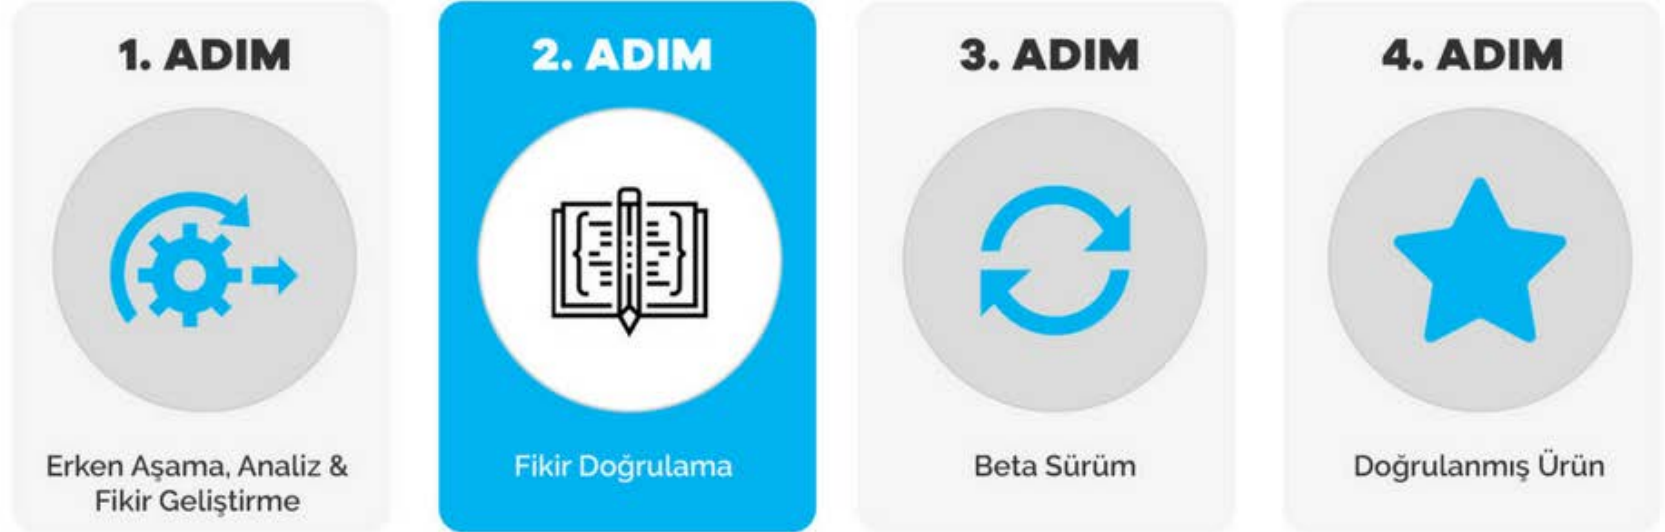 1. ADIM
Erken Aşama, Analiz &
Fikir Geliştirme
2. ADIM
Fikir Doğrulama
3. ADIM
Beta Sürüm
4. ADIM
Doğrulanmış Ürün